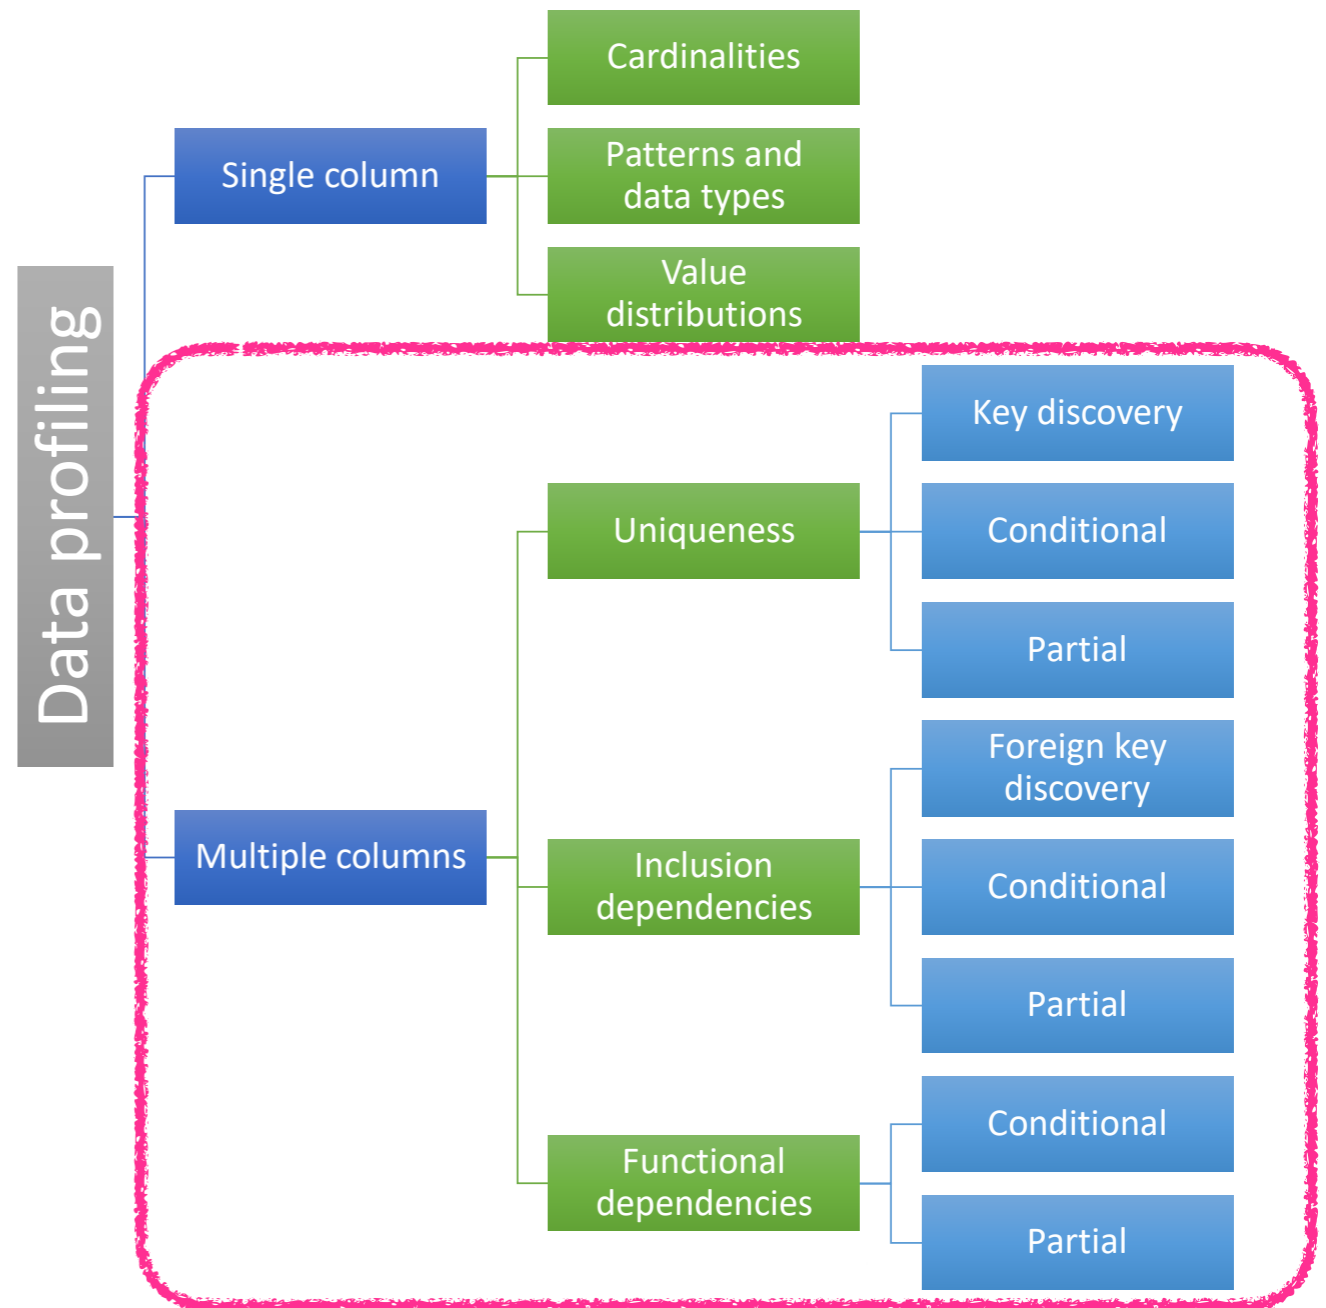 Data profiling
Single column
Cardinalities
Patterns and
data types
Value
distributions
Multiple columns
Uniqueness
Key discovery
Conditional
Partial
Inclusion
dependencies
Foreign key
discovery
Conditional
Partial
Functional
dependencies
Conditional
Partial